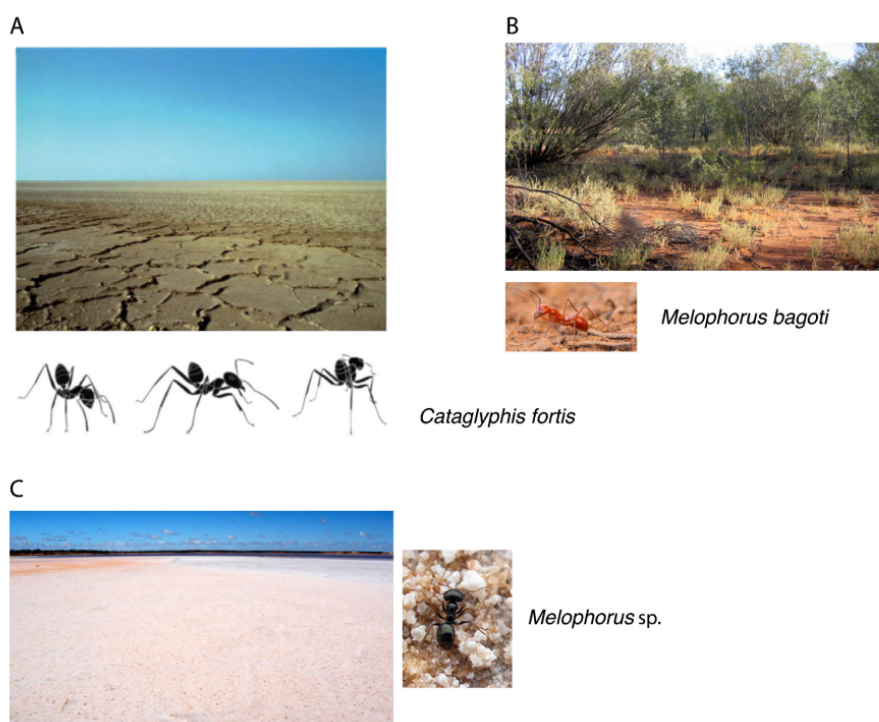 A
B
Melophorus bagoti
Cataglyphis fortis
C
Melophorus sp.